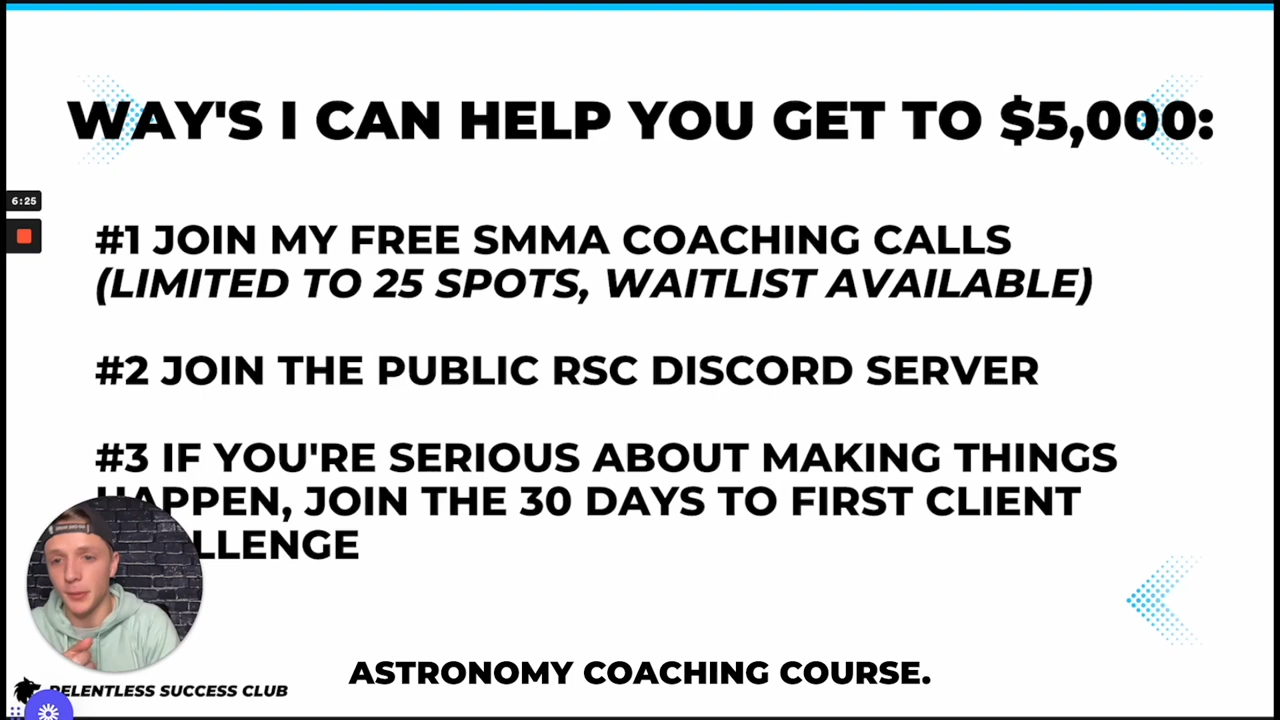 WAY'S I CAN HELP YOU GET TO $5,000:
6:25
#1 JOIN MY FREE SMMA COACHING CALLS
(LIMITED TO 25 SPOTS, WAITLIST AVAILABLE)
#2 JOIN THE PUBLIC RSC DISCORD SERVER
#3 IF YOU'RE SERIOUS ABOUT MAKING THINGS
HAPPEN, JOIN THE 30 DAYS TO FIRST CLIENT
LLENGE
ASTRONOMY COACHING COURSE.
RELENTLESS SUCCESS CLUB